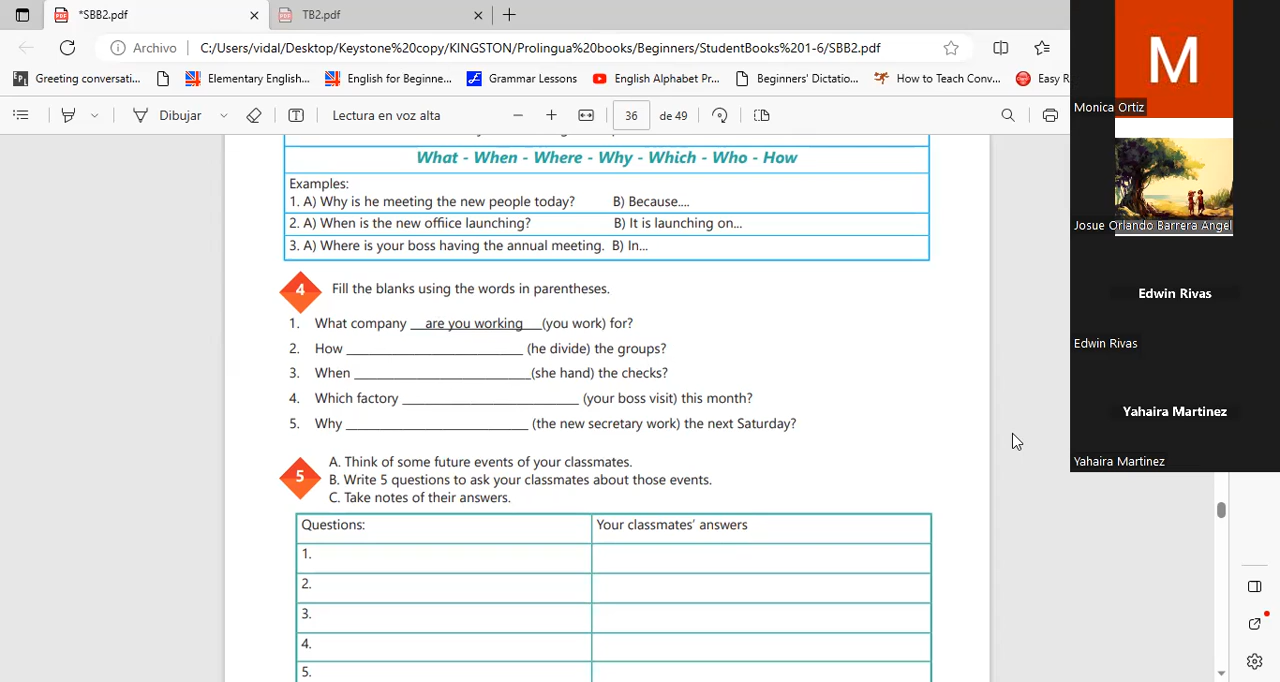 *SBB2.pdf
TB2.pdf
Archivo
C:/Users/vidal/Desktop/Keystone%20copy/KINGSTON/Prolingua%20books/Beginners/StudentBooks%201-6/SBB2.pdf
Greeting conversati...
Elementary English...
English for Beginne...
Grammar Lessons
English Alphabet Pr...
Beginners' Dictatio...
How to Teach Conv...
Easy R
Dibujar
Lectura en voz alta
36
de 49
What - When - Where - Why - Which - Who - How
Examples:
1. A) Why is he meeting the new people today? B) Because....
2. A) When is the new office launching? B) It is launching on...
3. A) Where is your boss having the annual meeting. B) In...
4 Fill the blanks using the words in parentheses.
1. What company __are you working___(you work) for?
2. How ________________________ (he divide) the groups?
3. When ________________________(she hand) the checks?
4. Which factory ________________________ (your boss visit) this month?
5. Why _________________________ (the new secretary work) the next Saturday?
5
A. Think of some future events of your classmates.
B. Write 5 questions to ask your classmates about those events.
C. Take notes of their answers.
Questions: Your classmates' answers
1.
2.
3.
4.
5.
M
Monica Ortiz
Josue Orlando Barrera Angel
Edwin Rivas
Edwin Rivas
Yahaira Martinez
Yahaira Martinez